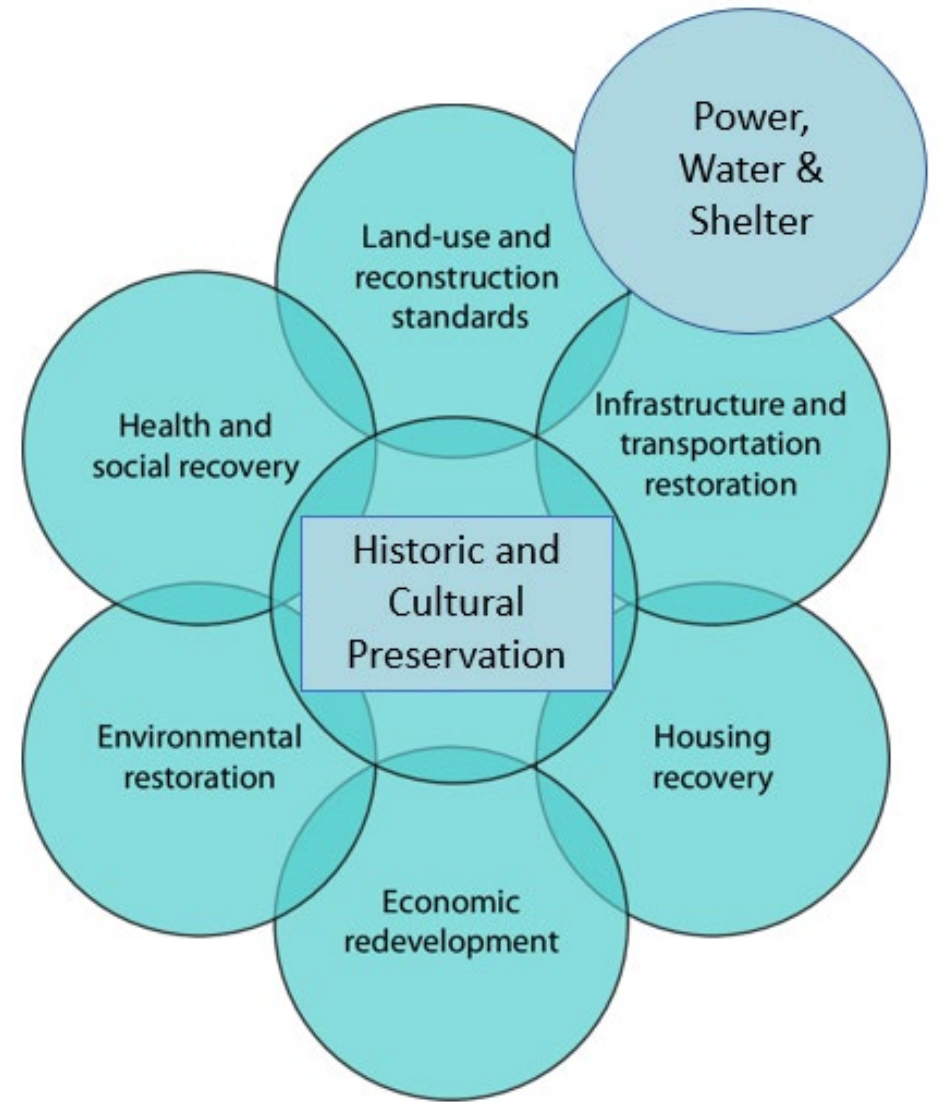 Power,
Water &
Shelter
Land-use and
reconstruction
standards
Infrastructure and
transportation
restoration
Health and
social recovery
Historic and
Cultural
Preservation
Environmental
restoration
Housing
recovery
Economic
redevelopment